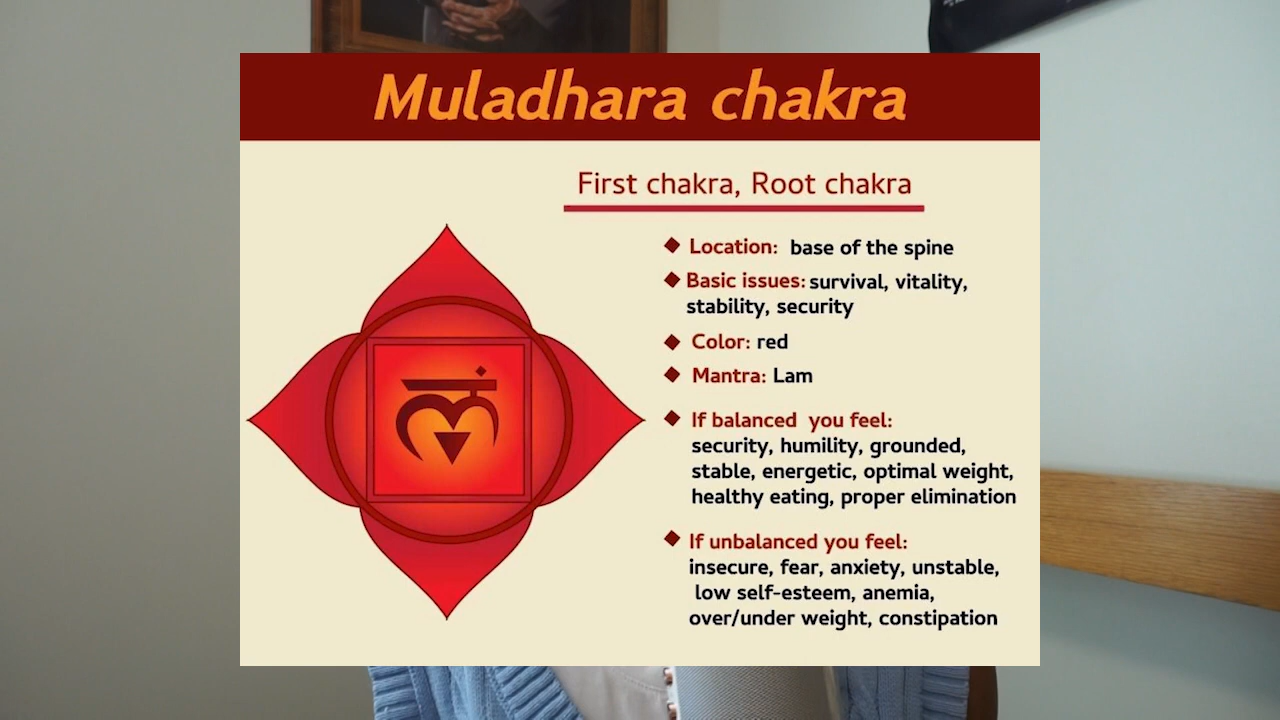 Muladhara chakra
First chakra, Root chakra
लं
Location: base of the spine
Basic issues: survival, vitality,
stability, security
Color: red
Mantra: Lam
If balanced you feel:
security, humility, grounded,
stable, energetic, optimal weight,
healthy eating, proper elimination
If unbalanced you feel:
insecure, fear, anxiety, unstable,
low self-esteem, anemia,
over/under weight, constipation